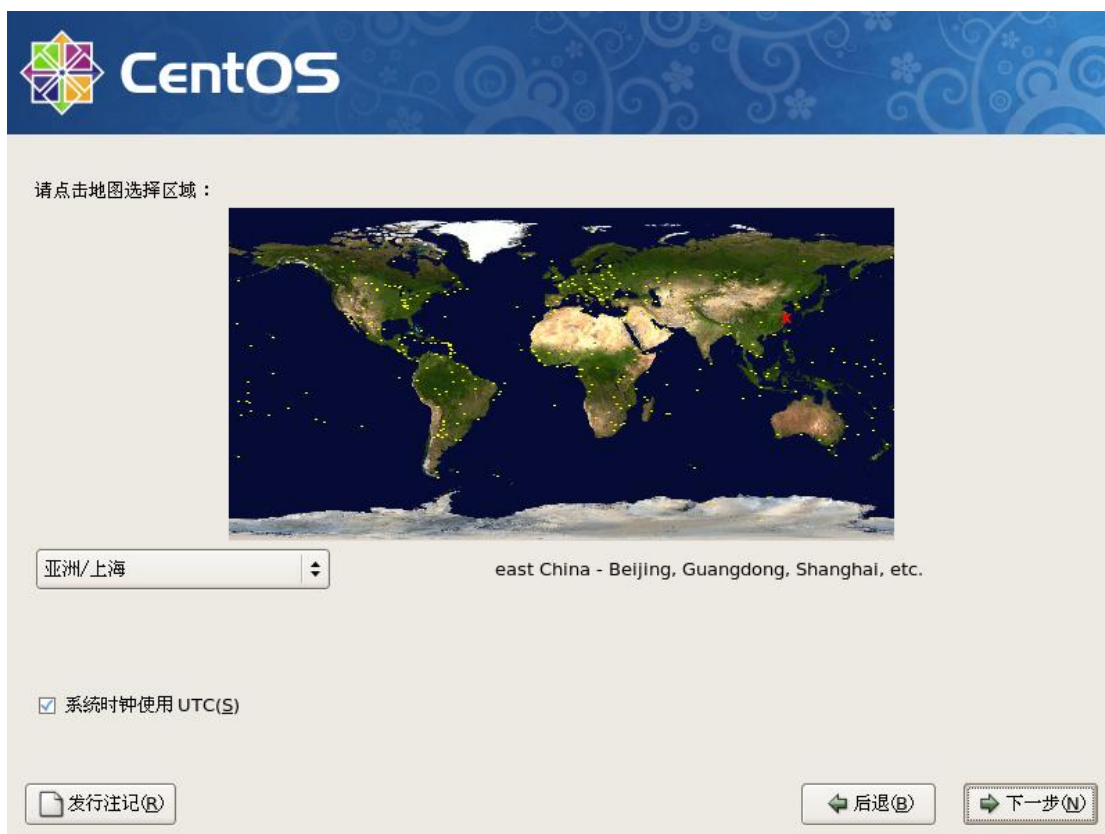 CentOS
请点击地图选择区域：
亚洲/上海
east China - Beijing, Guangdong, Shanghai, etc.
系统时钟使用 UTC(S)
发行注记(R)
后退(B)
下一步(N)